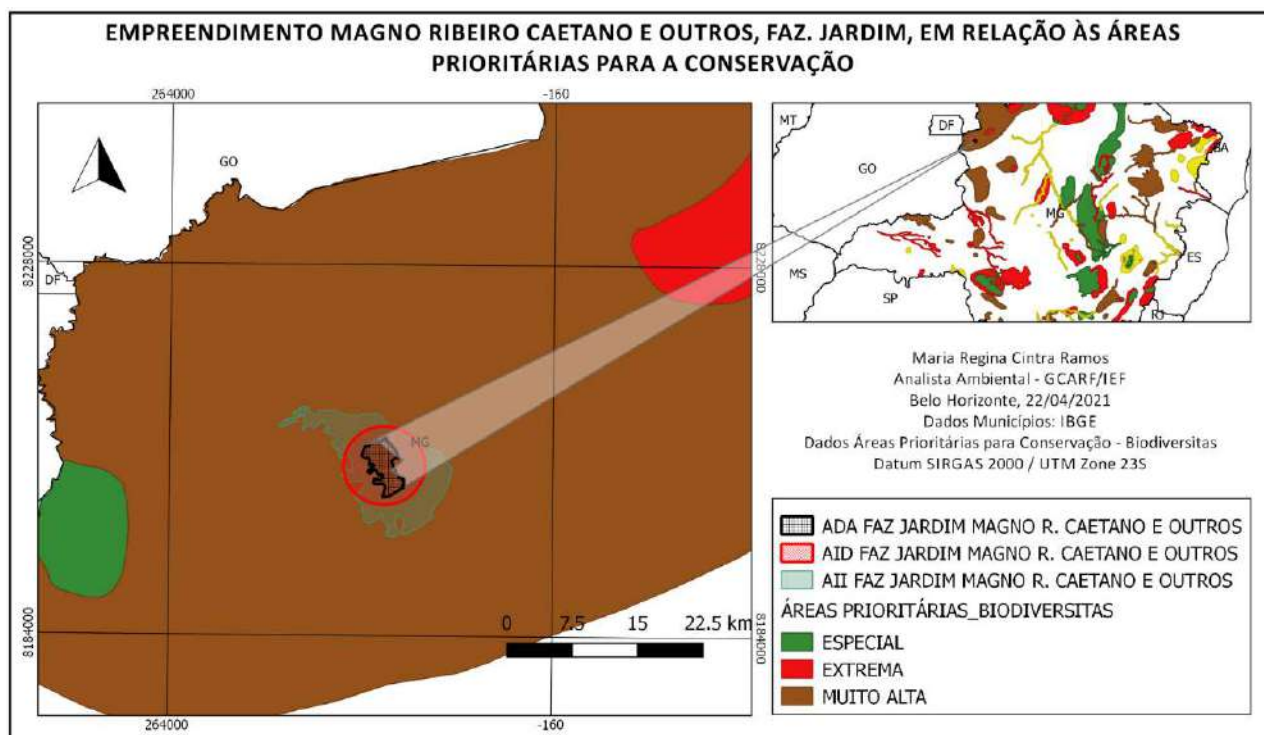 EMPREENDIMENTO MAGNO RIBEIRO CAETANO E OUTROS, FAZ. JARDIM, EM RELAÇÃO ÀS ÁREAS
PRIORITÁRIAS PARA A CONSERVAÇÃO
264000
-160
GO
DF
8228000
8228000
MG
8184000
8184000
0 7.5 15 22.5 km
264000
-160
MT
DF
GO
BA
MG
MS
ES
SP
RJ
Maria Regina Cintra Ramos
Analista Ambiental - GCARF/IEF
Belo Horizonte, 22/04/2021
Dados Municípios: IBGE
Dados Áreas Prioritárias para Conservação - Biodiversitas
Datum SIRGAS 2000 / UTM Zone 23S
ADA FAZ JARDIM MAGNO R. CAETANO E OUTROS
AID FAZ JARDIM MAGNO R. CAETANO E OUTROS
AII FAZ JARDIM MAGNO R. CAETANO E OUTROS
ÁREAS PRIORITÁRIAS_BIODIVERSITAS
ESPECIAL
EXTREMA
MUITO ALTA